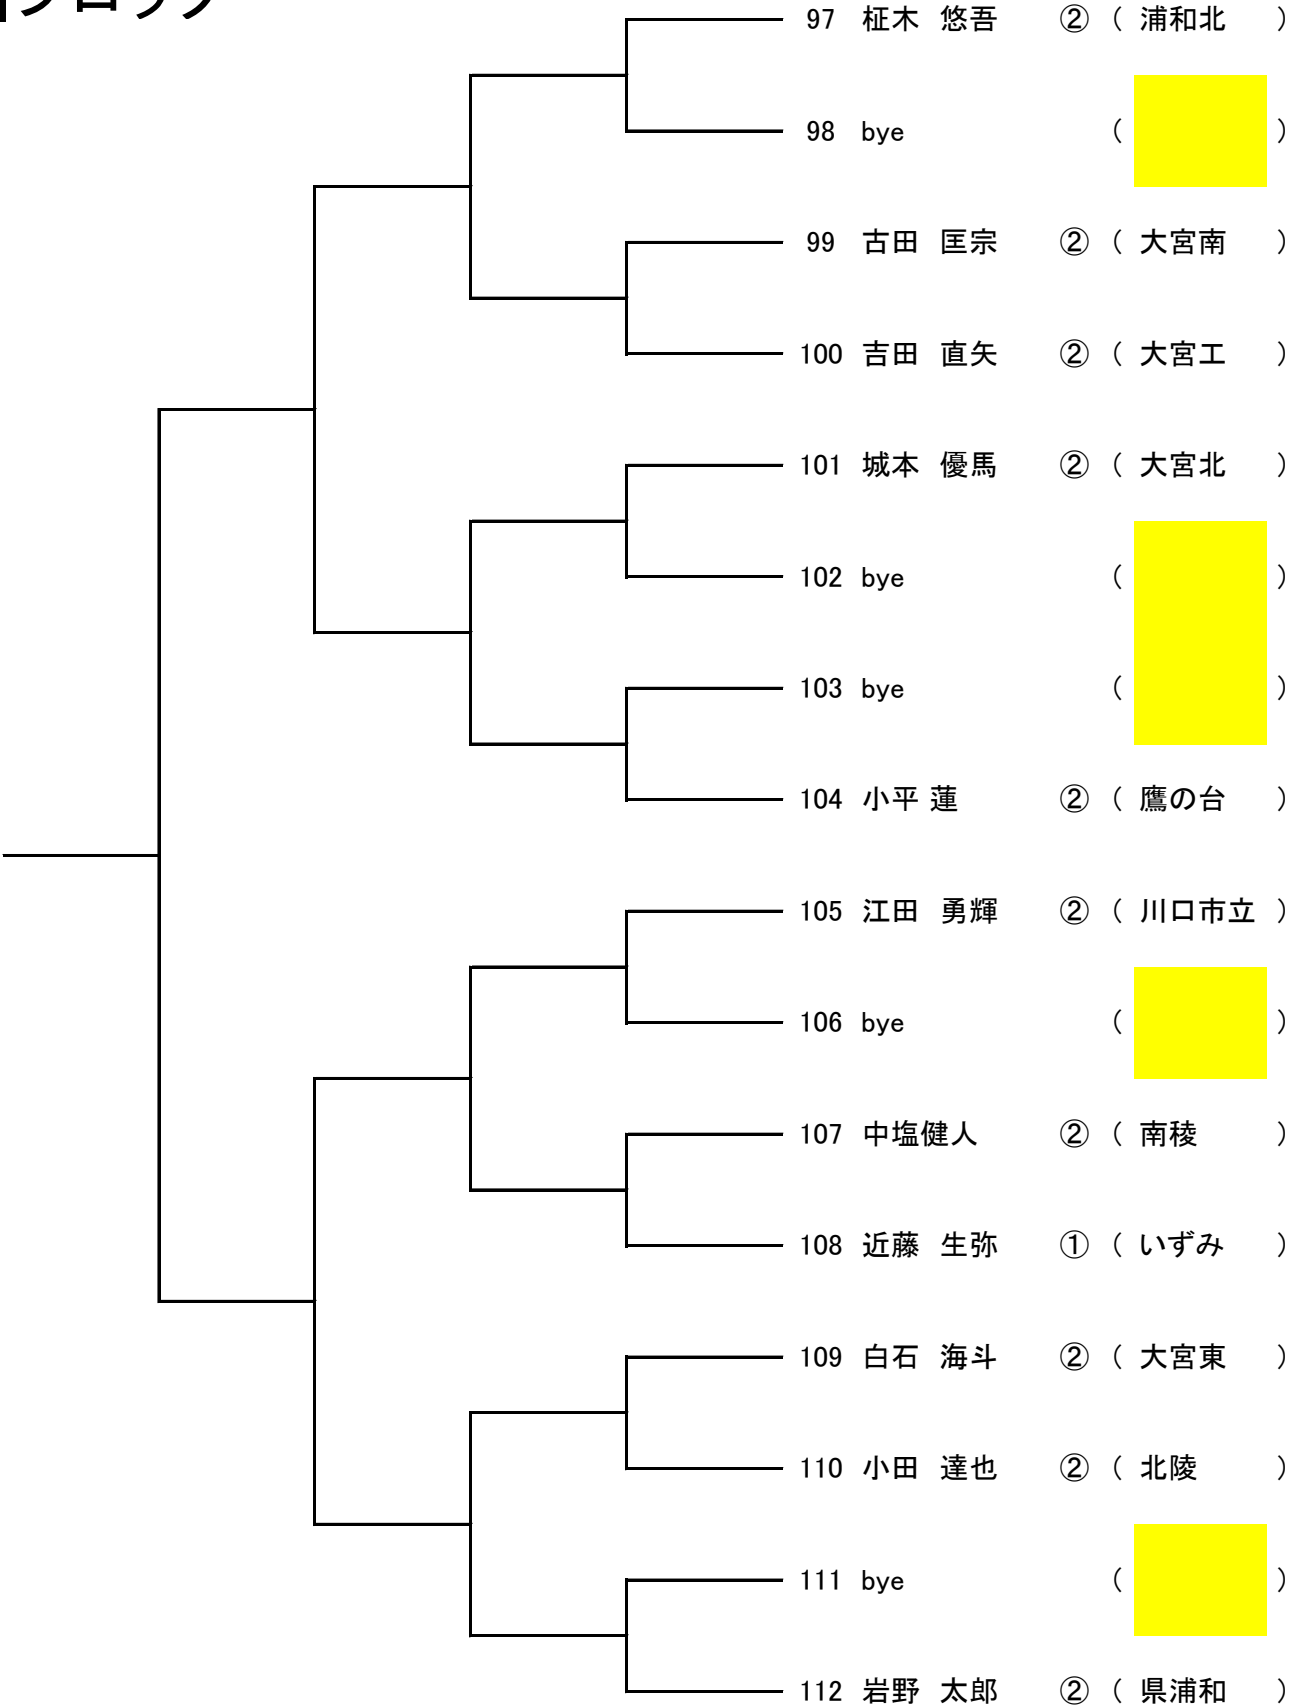 ブロック
97 柾木 悠吾 ② ( 浦和北 )
98 bye ( )
99 古田 匡宗 ② ( 大宮南 )
100 吉田 直矢 ② ( 大宮工 )
101 城本 優馬 ② ( 大宮北 )
102 bye ( )
103 bye ( )
104 小平 蓮 ② ( 鷹の台 )
105 江田 勇輝 ② ( 川口市立 )
106 bye ( )
107 中塩健人 ② ( 南稜 )
108 近藤 生弥 ① ( いずみ )
109 白石 海斗 ② ( 大宮東 )
110 小田 達也 ② ( 北陵 )
111 bye ( )
112 岩野 太郎 ② ( 県浦和 )